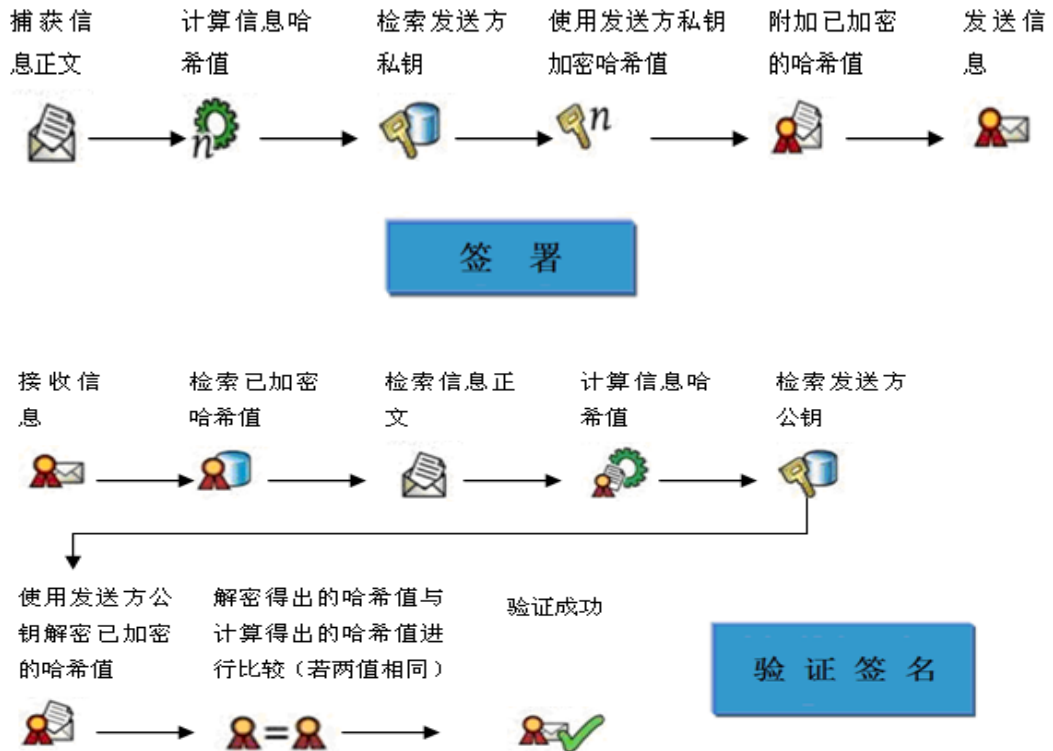 捕获信 计算信息哈 检索发送方 使用发送方私钥 附加已加密 发送信
息正文 希值 私钥 加密哈希值 的哈希值 息
n n
签 署
接收信 检索已加密 检索信息正 计算信息哈 检索发送方
息 哈希值 文 希值 公钥
使用发送方公 解密得出的哈希值与 验证成功
钥解密已加密 计算得出的哈希值进
的哈希值 行比较（若两值相同）
验 证 签 名